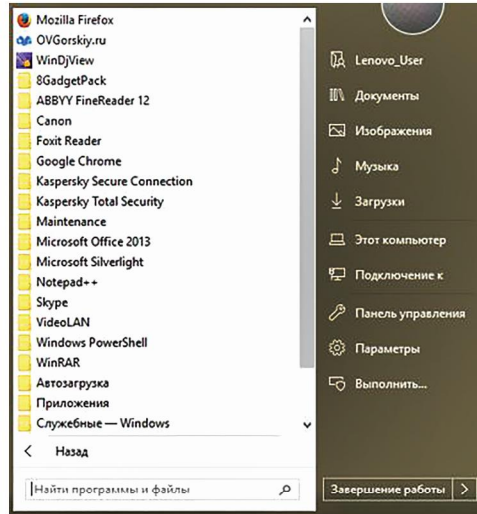 Mozilla Firefox
OVGorskiy.ru
WinDjView
8GadgetPack
ABBYY FineReader 12
Canon
Foxit Reader
Google Chrome
Kaspersky Secure Connection
Kaspersky Total Security
Maintenance
Microsoft Office 2013
Microsoft Silverlight
Notepad++
Skype
VideoLAN
Windows PowerShell
WinRAR
Автозагрузка
Приложения
Служебные — Windows
Назад
Найти программы и файлы
Lenovo_User
Документы
Изображения
Музыка
Загрузки
Этот компьютер
Подключение к
Панель управления
Параметры
Выполнить...
Завершение работы